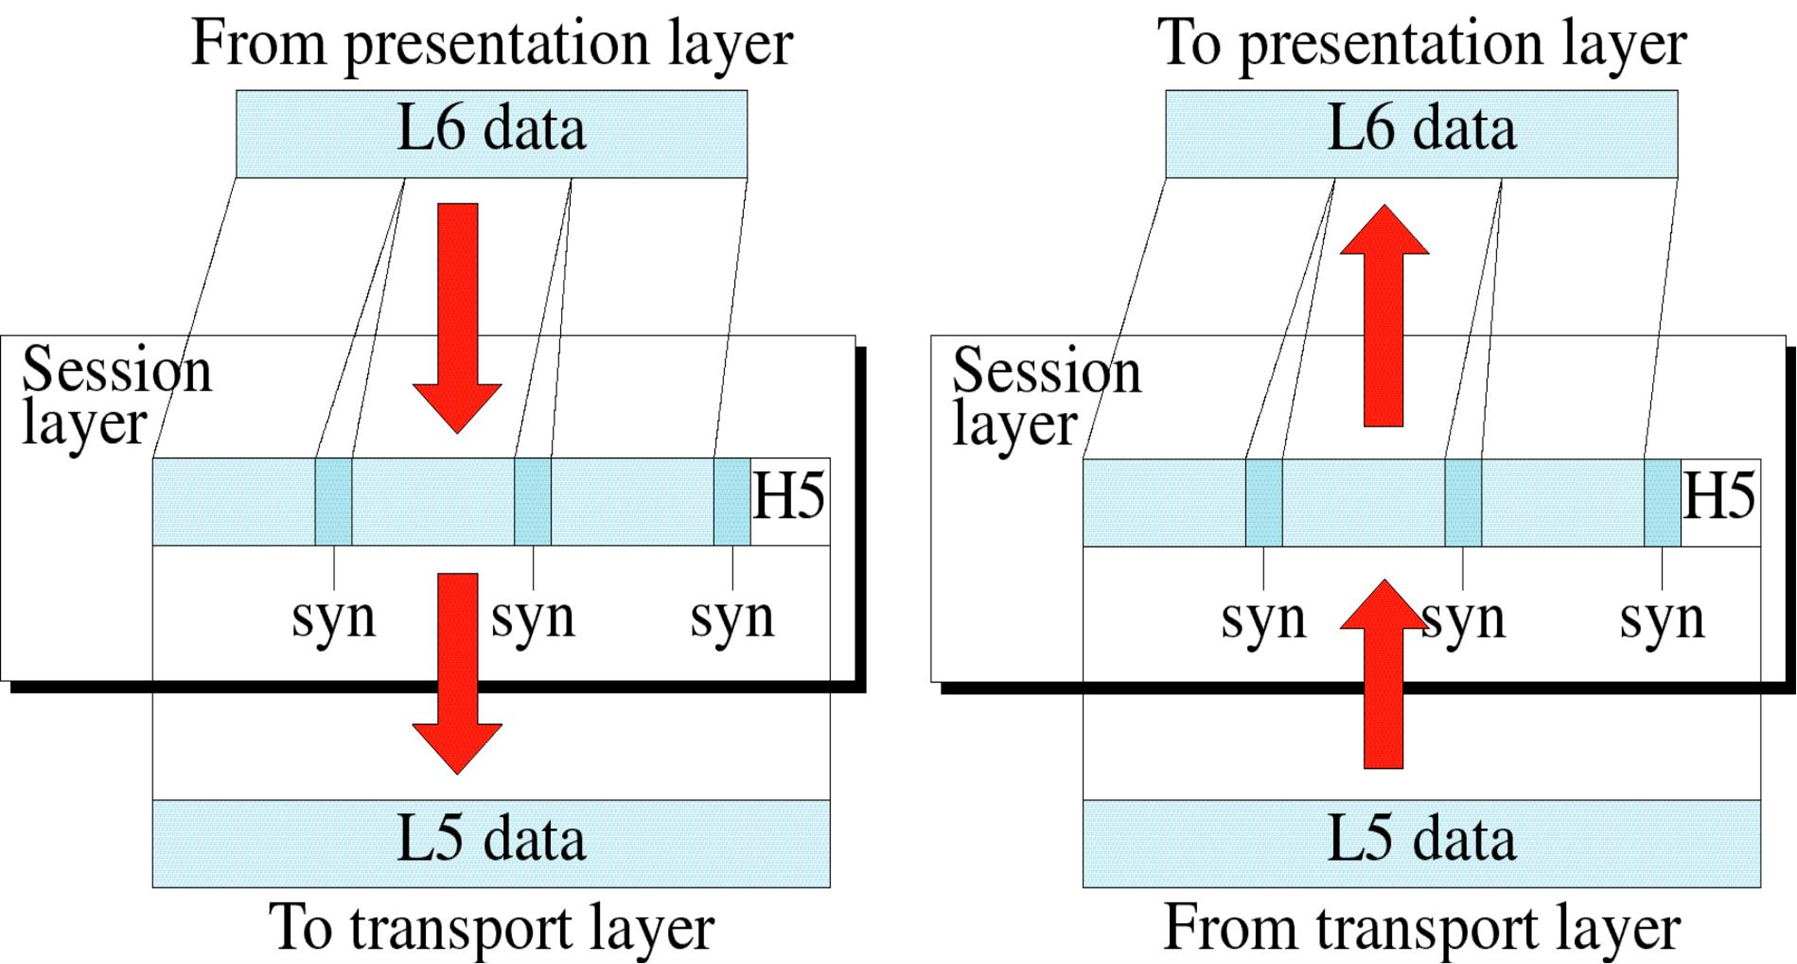 From presentation layer
L6 data
Session
layer
H5
syn syn syn
L5 data
To transport layer
To presentation layer
L6 data
Session
layer
H5
syn syn syn
L5 data
From transport layer